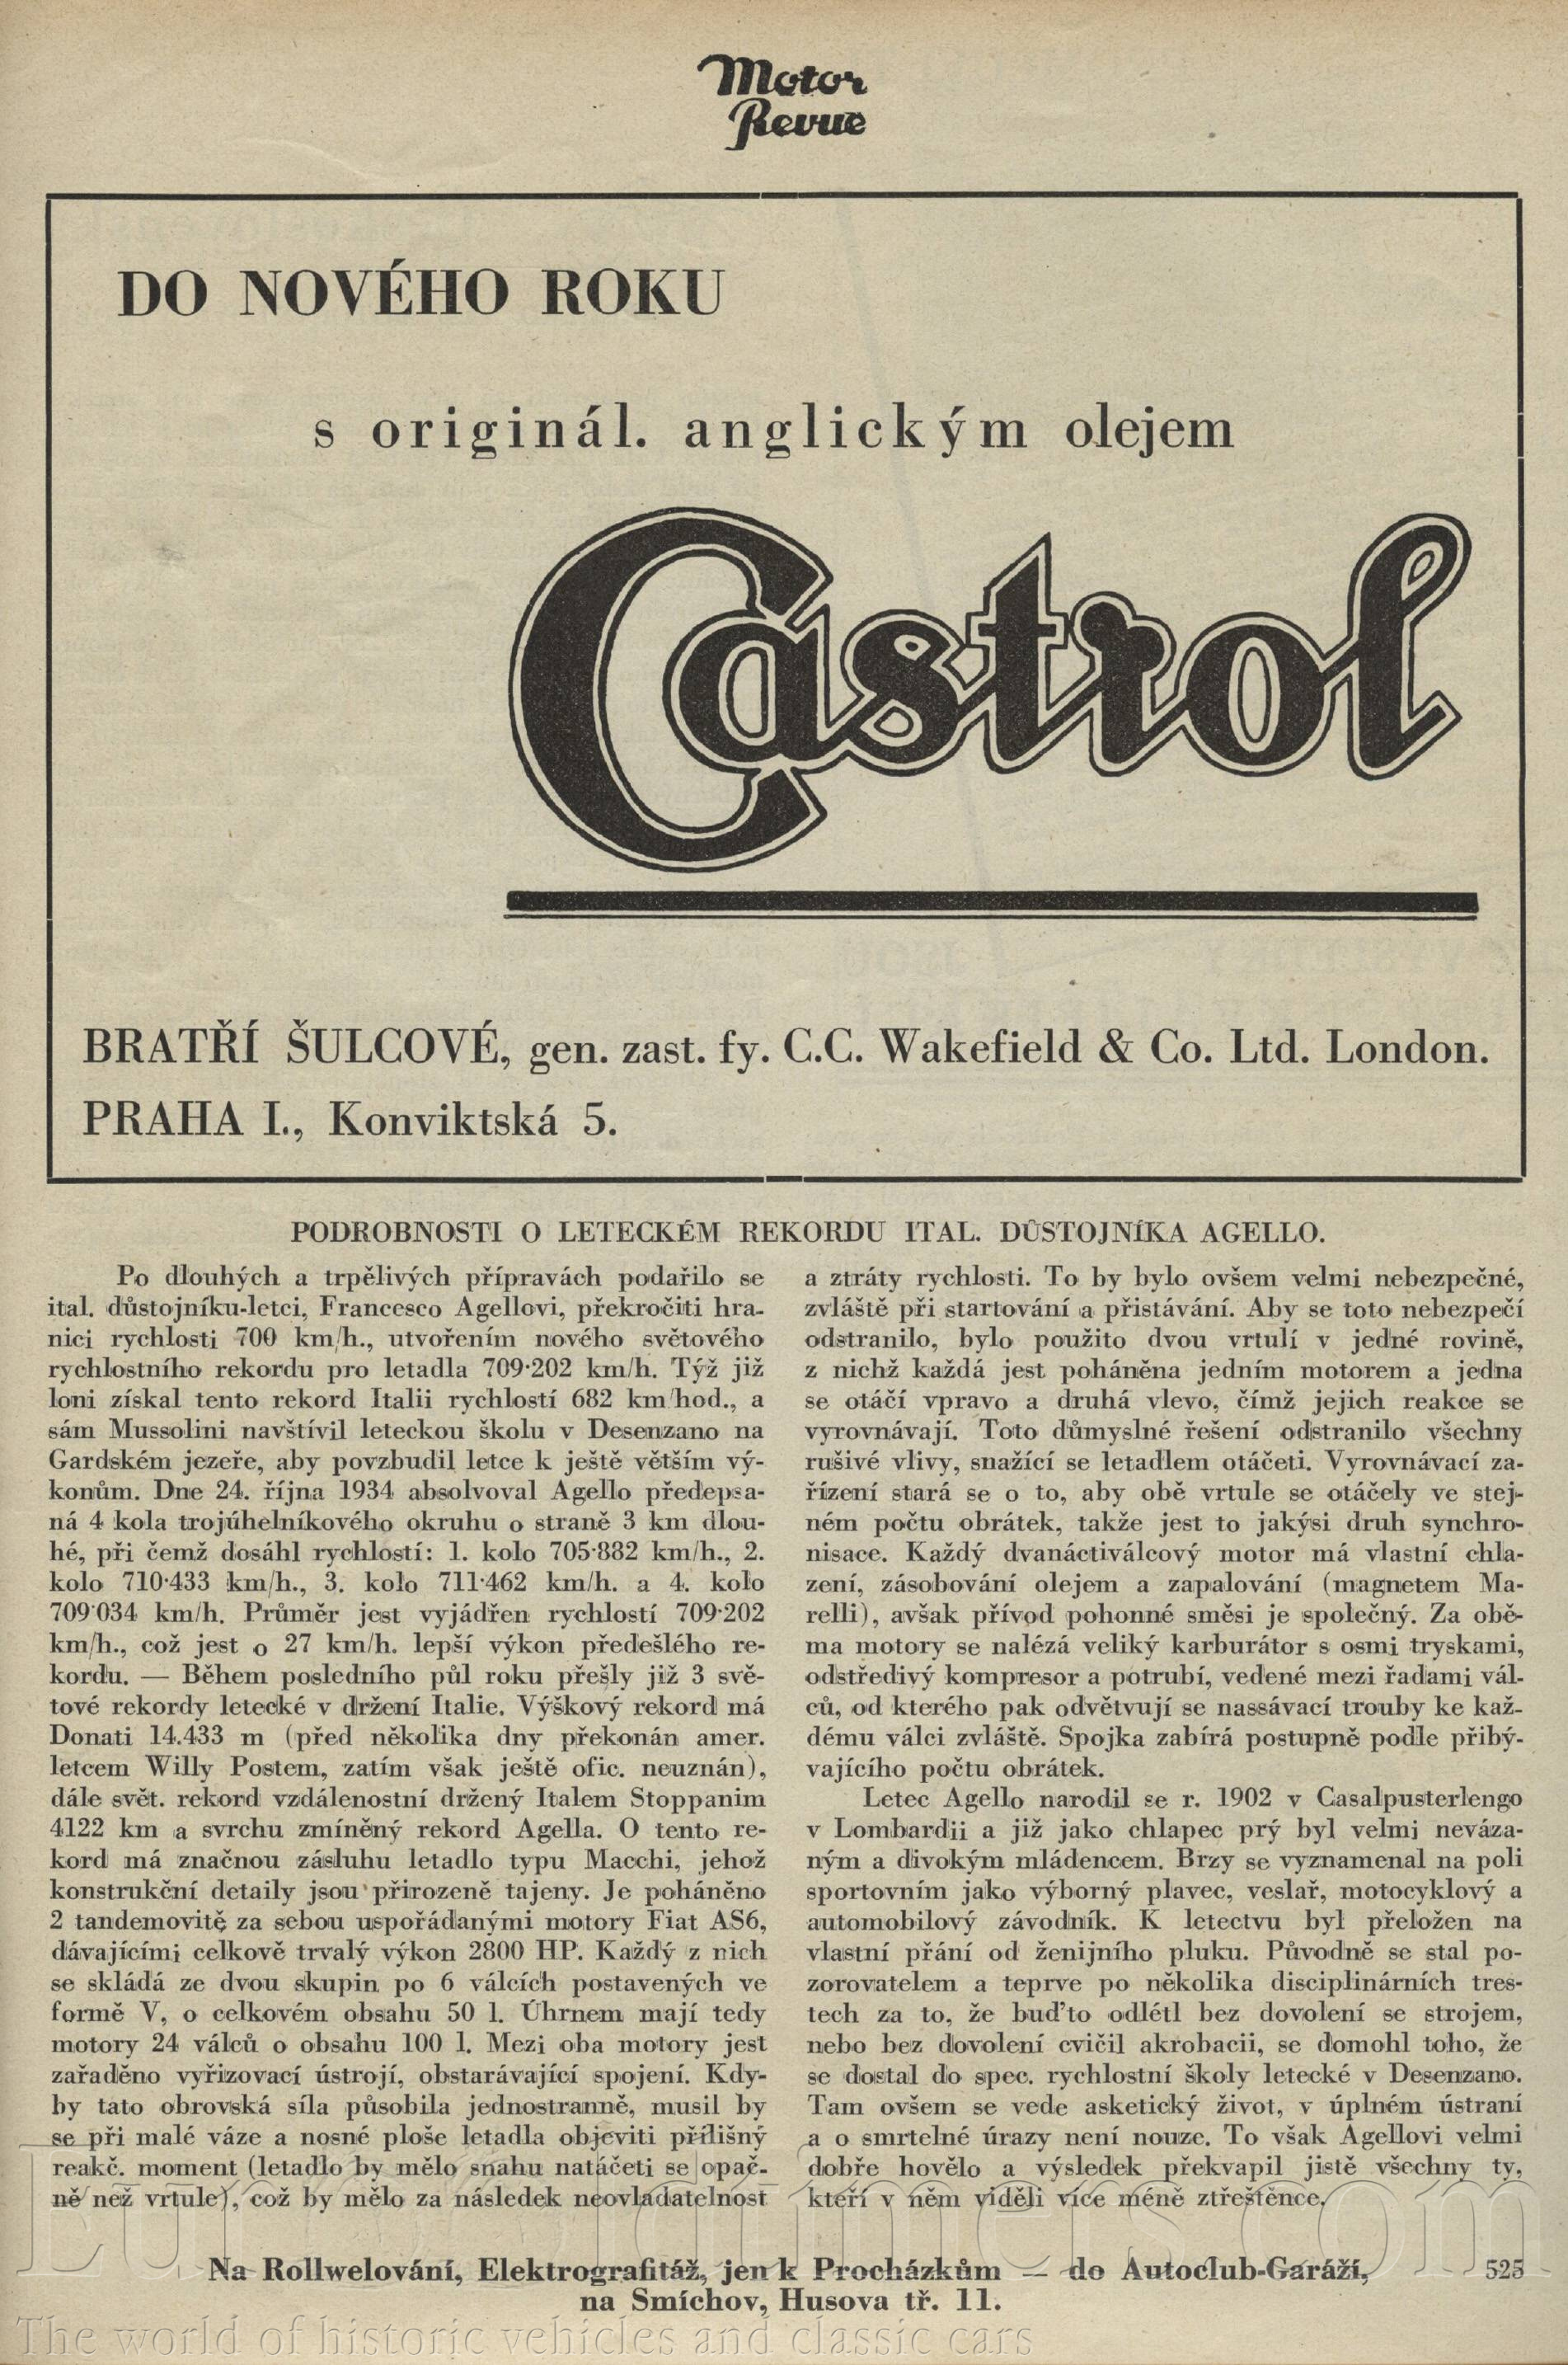 Motor
Revue
DO NOVÉHO ROKU
s originál. anglickým olejem
Castrol
BRATŘÍ ŠULCOVÉ, gen. zast. fy. C.C. Wakefield & Co. Ltd. London.
PRAHA I., Konviktská 5.
PODROBNOSTI O LETECKÉM REKORDU ITAL. DŮSTOJNÍKA AGELLO.
Po dlouhých a trpělivých přípravách podařilo se
ital. důstojníku-letci, Francesco Agellovi, překročiti hra-
nici rychlosti 700 km/h., utvořením nového světového
rychlostního rekordu pro letadla 709·202 km/h. Týž již
loni získal tento rekord Italii rychlostí 682 km/hod., a
sám Mussolini navštívil leteckou školu v Desenzano na
Gardském jezeře, aby povzbudil letce k ještě větším vý-
konům. Dne 24. října 1934 absolvoval Agello předepsa-
ná 4 kola trojúhelníkového okruhu o straně 3 km dlou-
hé, při čemž dosáhl rychlostí: 1. kolo 705·882 km/h., 2.
kolo 710·433 km/h., 3. kolo 711·462 km/h. a 4. kolo
709·034 km/h. Průměr jest vyjádřen rychlostí 709·202
km/h., což jest o 27 km/h. lepší výkon předešlého re-
kordu. — Během posledního půl roku přešly již 3 svě-
tové rekordy letecké v držení Italie. Výškový rekord má
Donati 14.433 m (před několika dny překonán amer.
letcem Willy Postem, zatím však ještě ofic. neuznán),
dále svět. rekord vzdálenostní držený Italem Stoppanim
4122 km a svrchu zmíněný rekord Agella. O tento re-
kord má značnou zásluhu letadlo typu Macchi, jehož
konstrukční detaily jsou přirozeně tajeny. Je poháněno
2 tandemovitě za sebou uspořádanými motory Fiat AS6,
dávajícími celkově trvalý výkon 2800 HP. Každý z nich
se skládá ze dvou skupin po 6 válcích postavených ve
formě V, o celkovém obsahu 50 l. Úhrnem mají tedy
motory 24 válců o obsahu 100 l. Mezi oba motory jest
zařaděno vyřizovací ústrojí, obstarávající spojení. Kdy-
by tato obrovská síla působila jednostranně, musil by
se při malé váze a nosné ploše letadla objeviti přílišný
reakč. moment (letadlo by mělo snahu natáčeti se opač-
ně než vrtule), což by mělo za následek neovladatelnost
a ztráty rychlosti. To by bylo ovšem velmi nebezpečné,
zvláště při startování a přistávání. Aby se toto nebezpečí
odstranilo, bylo použito dvou vrtulí v jedné rovině,
z nichž každá jest poháněna jedním motorem a jedna
se otáčí vpravo a druhá vlevo, čímž jejich reakce se
vyrovnávají. Toto důmyslné řešení odstranilo všechny
rušivé vlivy, snažící se letadlem otáčeti. Vyrovnávací za-
řízení stará se o to, aby obě vrtule se otáčely ve stej-
ném počtu obrátek, takže jest to jakýsi druh synchro-
nisace. Každý dvanáctiválcový motor má vlastní chla-
zení, zásobování olejem a zapalování (magnetem Ma-
relli), avšak přívod pohonné směsi je společný. Za obě-
ma motory se nalézá veliký karburátor s osmi tryskami,
odstředivý kompresor a potrubí, vedené mezi řadami vál-
ců, od kterého pak odvětvují se nassávací trouby ke kaž-
dému válci zvláště. Spojka zabírá postupně podle přibý-
vajícího počtu obrátek.
Letec Agello narodil se r. 1902 v Casalpusterlengo
v Lombardii a již jako chlapec prý byl velmi neváza-
ným a divokým mládencem. Brzy se vyznamenal na poli
sportovním jako výborný plavec, veslař, motocyklový a
automobilový závodník. K letectvu byl přeložen na
vlastní přání od ženijního pluku. Původně se stal po-
zorovatelem a teprve po několika disciplinárních tres-
tech za to, že buď'to odlétl bez dovolení se strojem,
nebo bez dovolení cvičil akrobacii, se domohl toho, že
se dostal do spec. rychlostní školy letecké v Desenzano.
Tam ovšem se vede asketický život, v úplném ústraní
a o smrtelné úrazy není nouze. To však Agellovi velmi
dobře hovělo a výsledek překvapil jistě všechny ty,
kteří v něm viděli více méně ztřeštěnce.
Na Rollwelování, Elektrografitáž, jen k Procházkům — do Autoclub-Garáží,
na Smíchov, Husova tř. 11.
525
The world of historic vehicles and classic cars